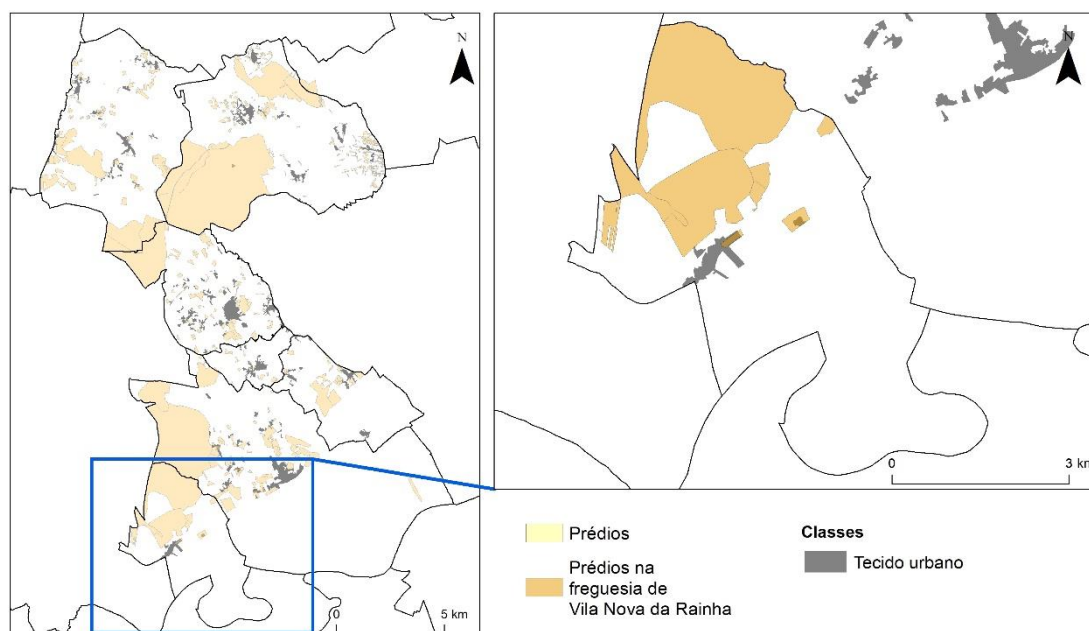 N
0
5 km
N
0
3 km
Prédios
Prédios na
freguesia de
Vila Nova da Rainha
Classes
Tecido urbano